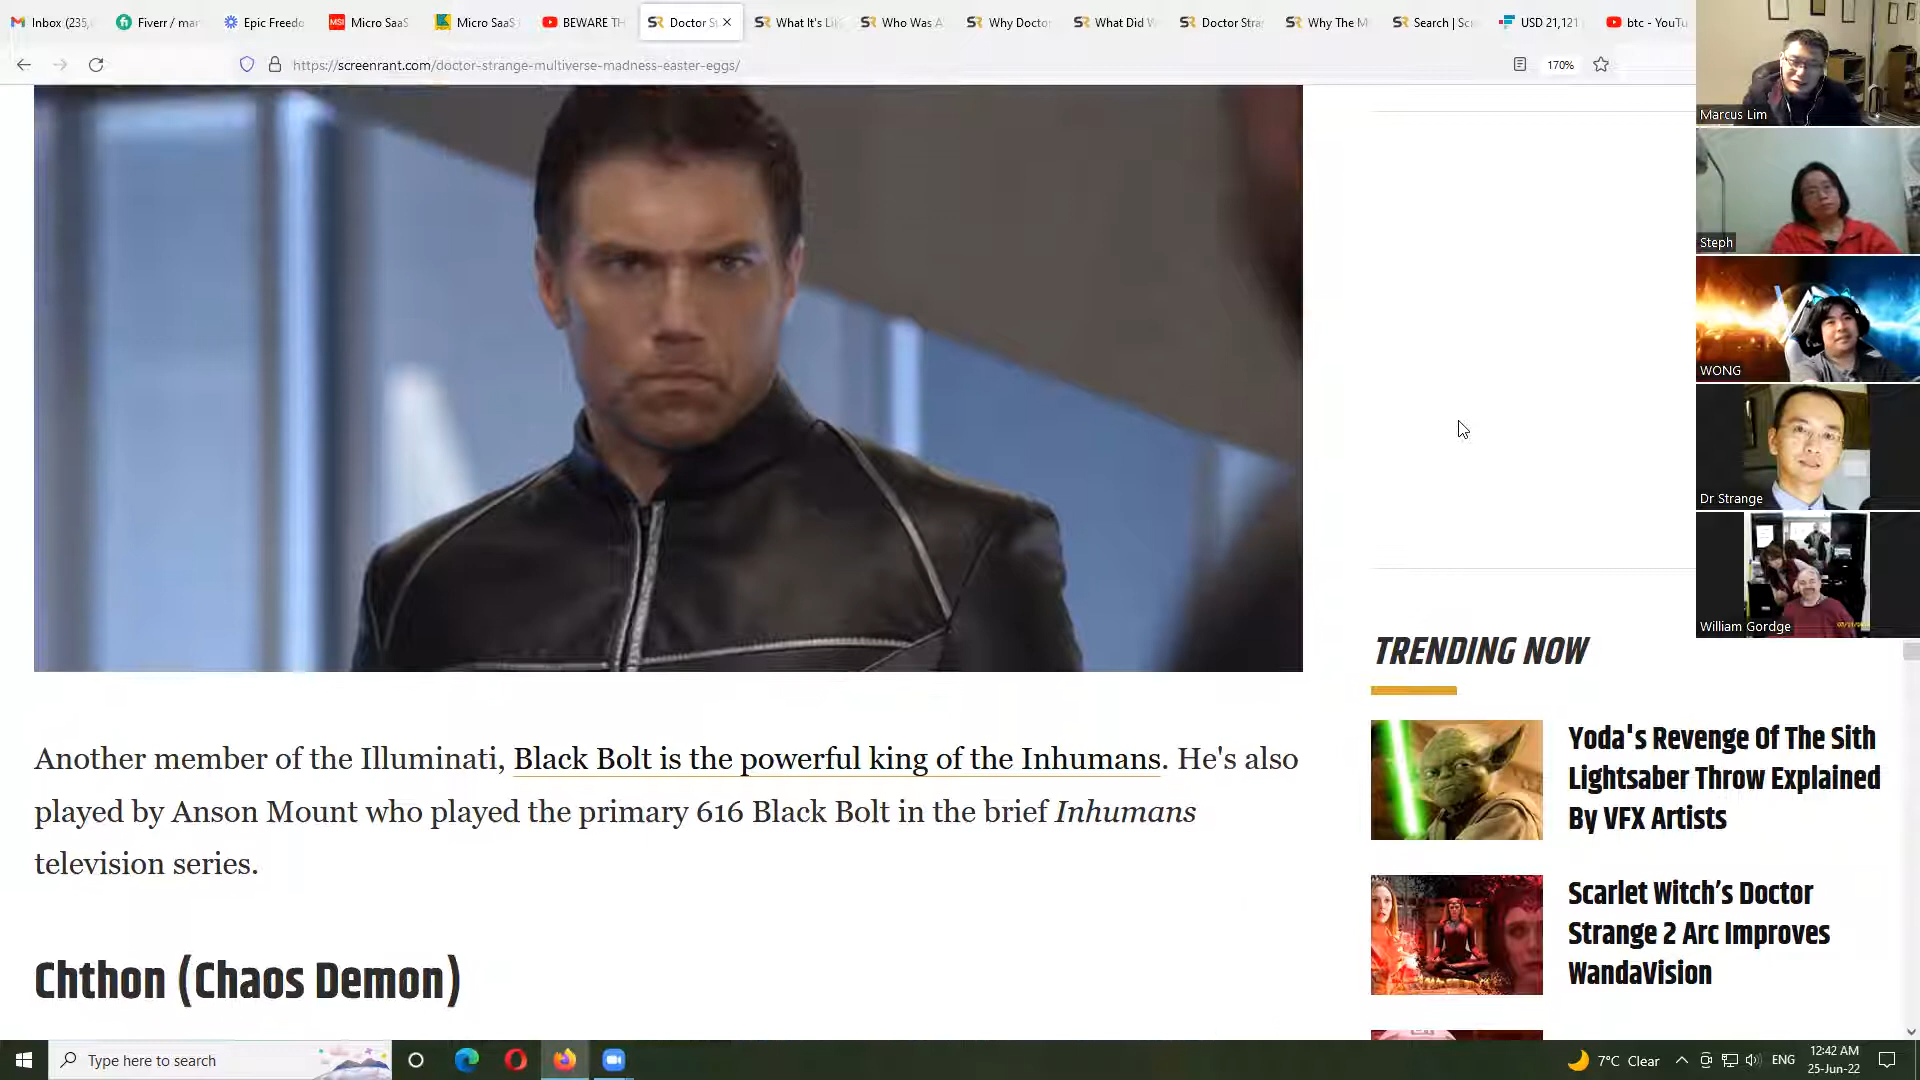 Inbox (235,
Fiverr / mar
Epic Freedo
Micro SaaS
Micro SaaS
BEWARE TH
Doctor S
What It's Li
Who Was A
Why Docto
What Did W
Doctor Stra
Why The M
Search | Sc
USD 21,121
btc - YouTu
https://screenrant.com/doctor-strange-multiverse-madness-easter-eggs/
170%
Marcus Lim
Steph
WONG
Dr Strange
William Gordge
TRENDING NOW
Yoda's Revenge Of The Sith
Lightsaber Throw Explained
By VFX Artists
Scarlet Witch’s Doctor
Strange 2 Arc Improves
WandaVision
Another member of the Illuminati, Black Bolt is the powerful king of the Inhumans. He's also
played by Anson Mount who played the primary 616 Black Bolt in the brief Inhumans
television series.
Chthon (Chaos Demon)
Type here to search
7°C Clear
ENG
12:42 AM
25-Jun-22